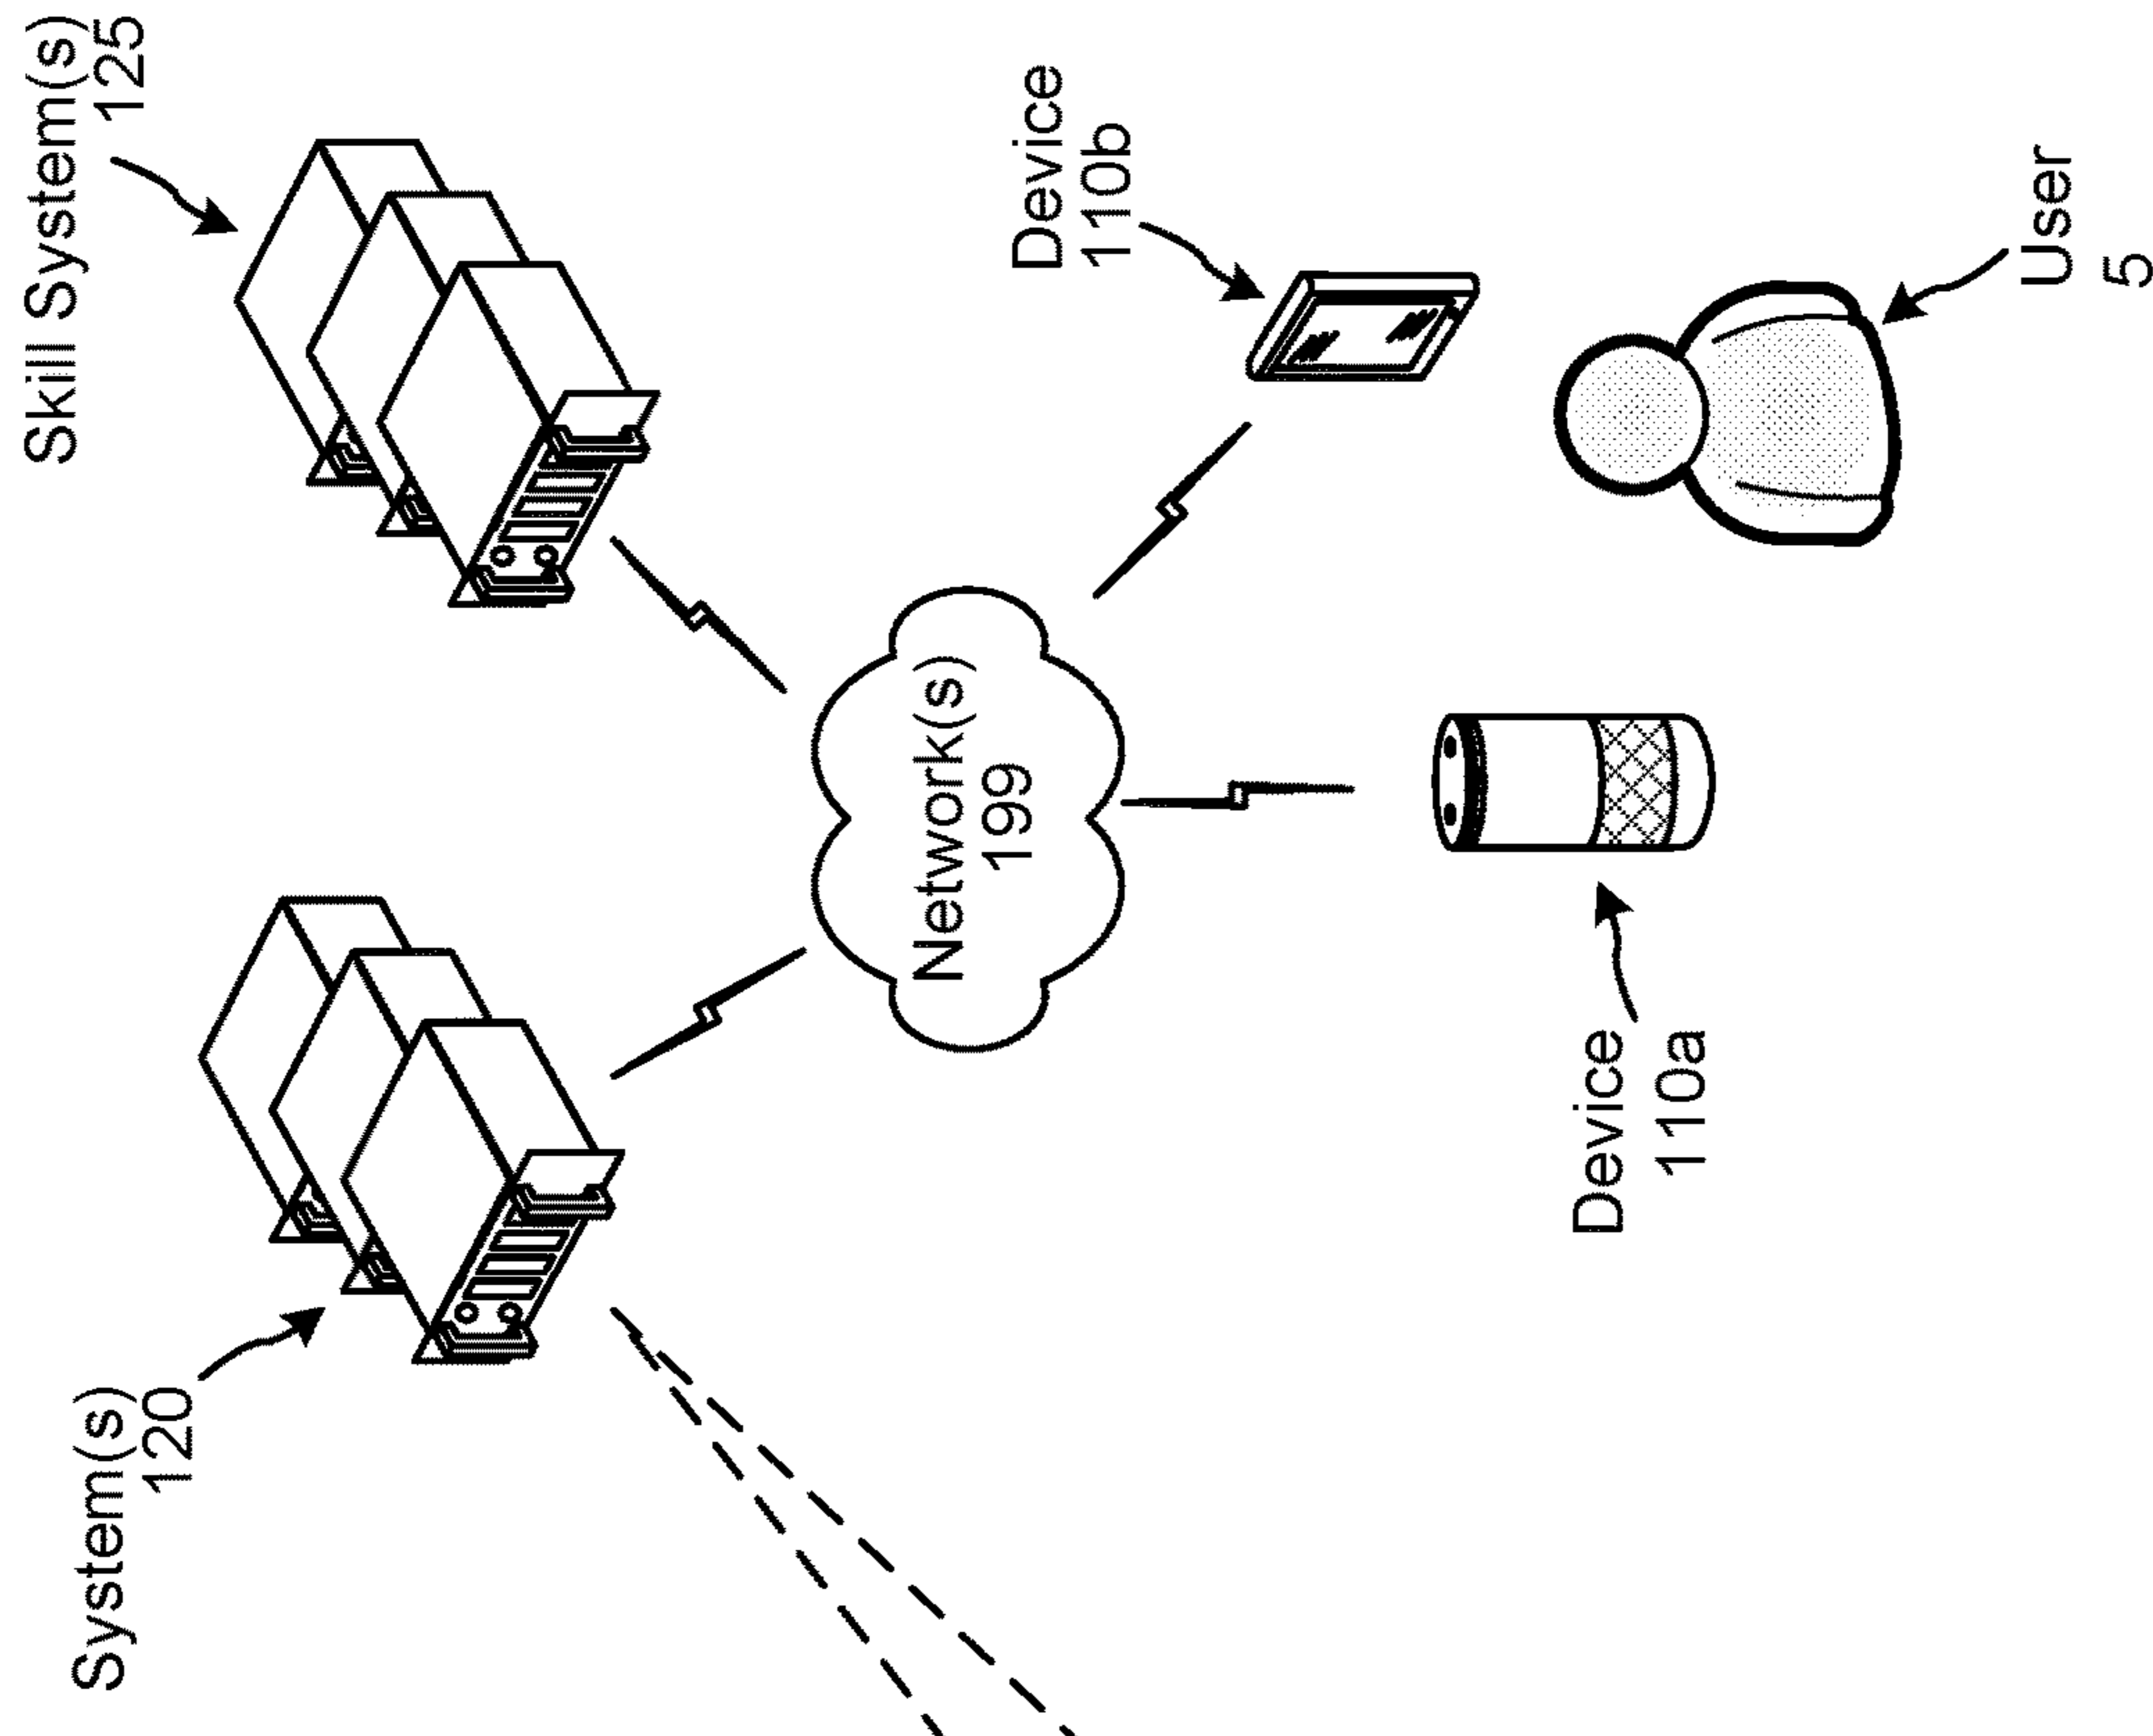 System(s)
120
Skill System(s)
125
Network(s)
199
Device
110a
Device
110b
User
5